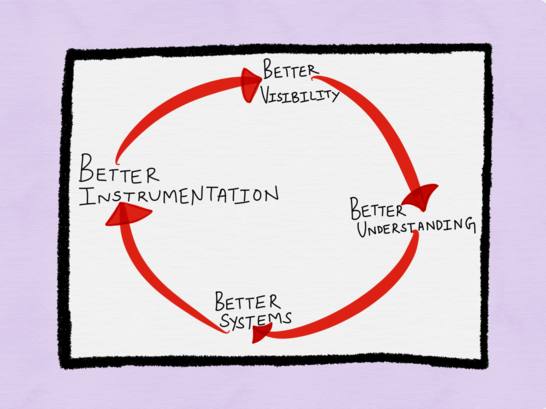 BETTER
VISIBILITY
BETTER
UNDERSTANDING
BETTER
SYSTEMS
BETTER
INSTRUMENTATION